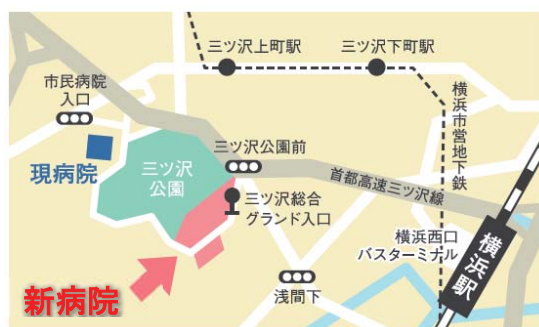 三ツ沢上町駅
三ツ沢下町駅
市民病院
入口
横浜市営地下鉄
現病院
三ツ沢
公園
三ツ沢公園前
首都高速三ツ沢線
三ツ沢総合
グランド入口
横浜西口
バスターミナル
横浜駅
新病院
浅間下